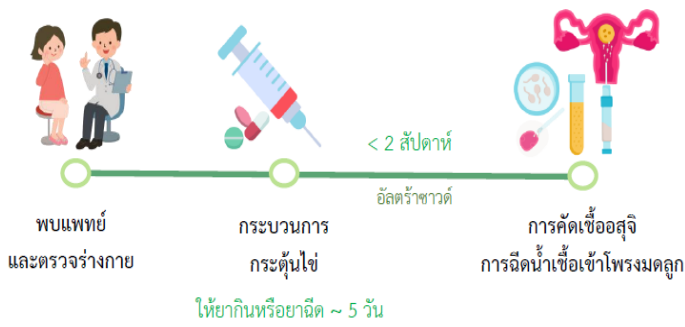 < 2 สัปดาห์
อัลตร้าซาวด์
พบแพทย์
และตรวจร่างกาย
กระบวนการ
กระตุ้นไข่
การคัดเชื้ออสุจิ
การฉีดน้ำเชื้อเข้าโพรงมดลูก
ให้ยากินหรือยาฉีด ~ 5 วัน